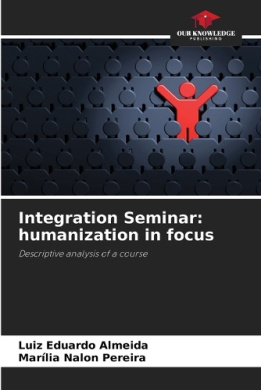 OUR KNOWLEDGE
PUBLISHING
Integration Seminar:
humanization in focus
Descriptive analysis of a course
Luiz Eduardo Almeida
Marília Nalon Pereira